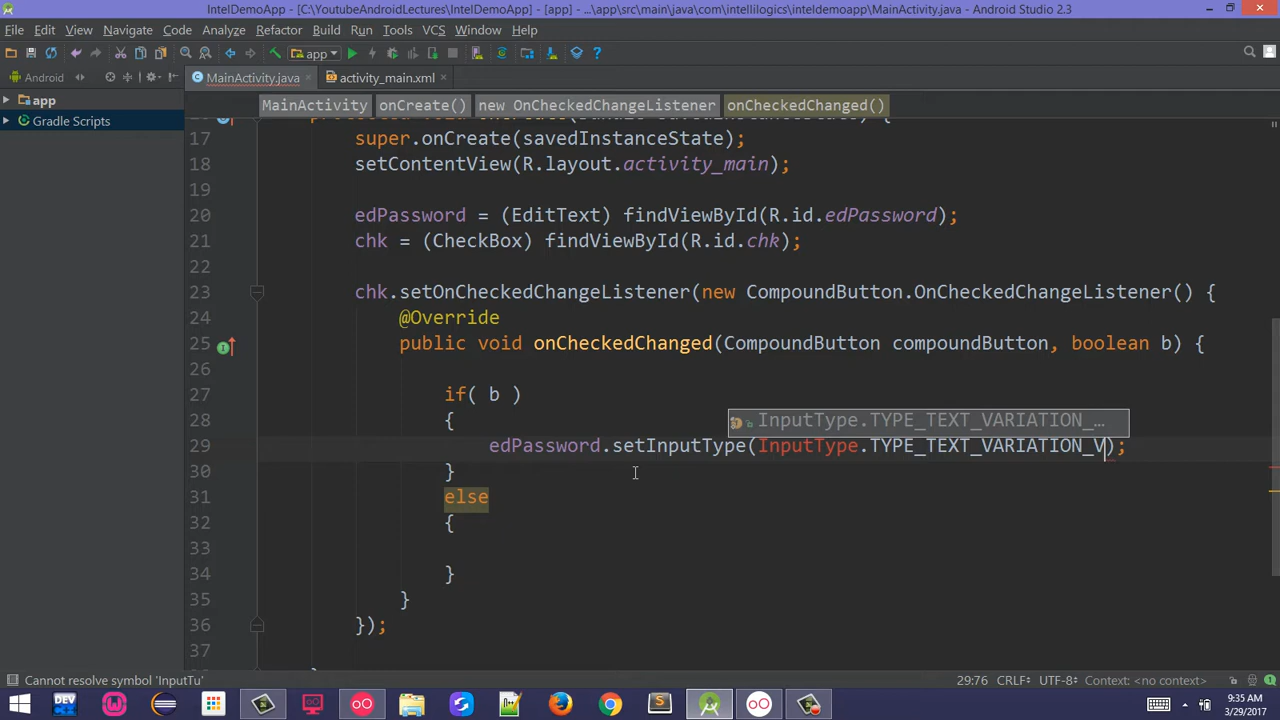 IntelDemoApp - [C:\YoutubeAndroidLectures\IntelDemoApp] - [app] - ...\app\src\main\java\com\intellilogics\inteldemoapp\MainActivity.java - Android Studio 2.3
File Edit View Navigate Code Analyze Refactor Build Run Tools VCS Window Help
app
Android MainActivity.java activity_main.xml
app MainActivity onCreate() new OnCheckedChangeListener onCheckedChanged()
Gradle Scripts
17 super.onCreate(savedInstanceState);
18 setContentView(R.layout.activity_main);
19
20 edPassword = (EditText) findViewById(R.id.edPassword);
21 chk = (CheckBox) findViewById(R.id.chk);
22
23 chk.setOnCheckedChangeListener(new CompoundButton.OnCheckedChangeListener() {
24 @Override
25 public void onCheckedChanged(CompoundButton compoundButton, boolean b) {
26
27 if( b )
28 {
InputType.TYPE_TEXT_VARIATION_...
29 edPassword.setInputType(InputType.TYPE_TEXT_VARIATION_V);
30 }
31 else
32 {
33
34 }
35 }
36 });
37
Cannot resolve symbol 'InputTu' 29:76 CRLF÷ UTF-8÷ Context: <no context>
DEV
9:35 AM
3/29/2017